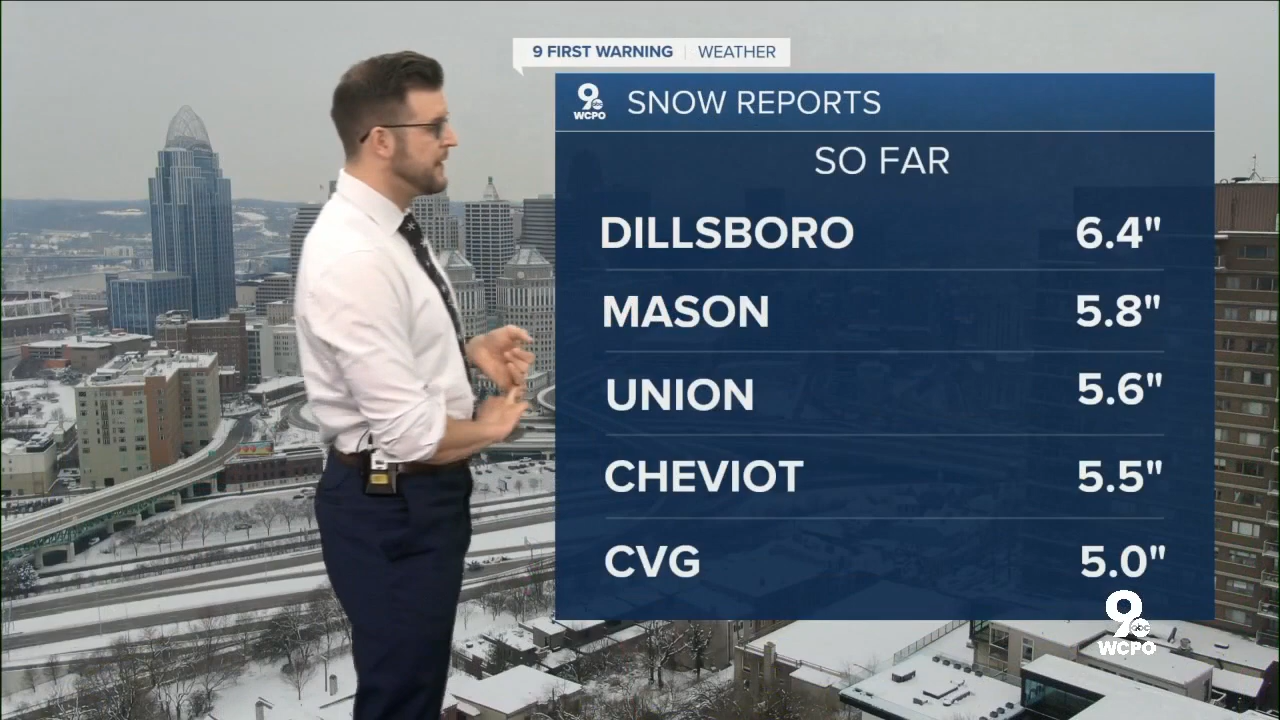 9 FIRST WARNING | WEATHER
9 abc WCPO SNOW REPORTS
SO FAR
DILLSBORO 6.4"
MASON 5.8"
UNION 5.6"
CHEVIOT 5.5"
CVG 5.0"
9 abc
WCPO